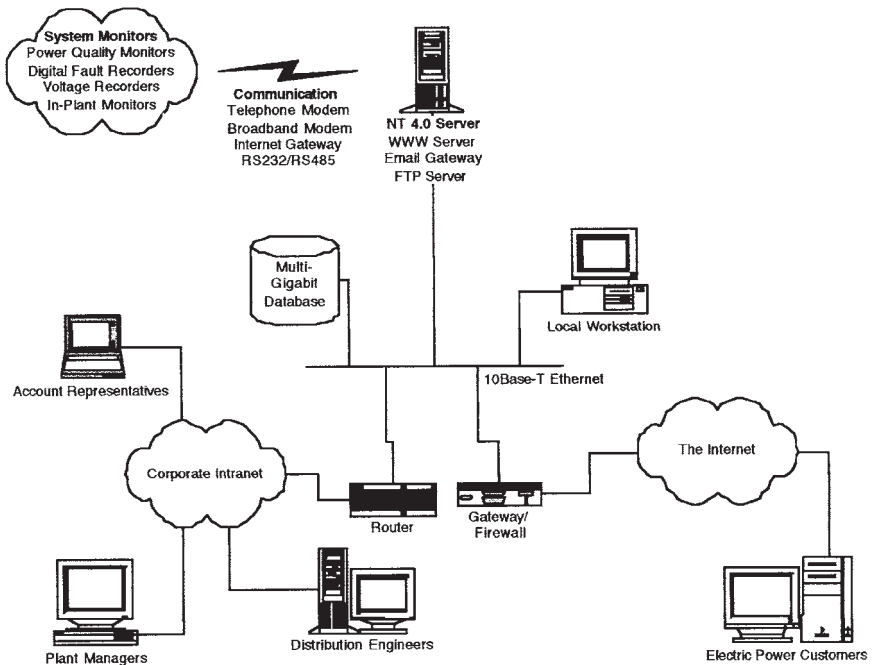 System Monitors
Power Quality Monitors
Digital Fault Recorders
Voltage Recorders
In-Plant Monitors
Communication
Telephone Modem
Broadband Modem
Internet Gateway
RS232/RS485
NT 4.0 Server
WWW Server
Email Gateway
FTP Server
Multi-
Gigabit
Database
Local Workstation
10Base-T Ethernet
Account Representatives
Corporate Intranet
The Internet
Router
Gateway/
Firewall
Plant Managers
Distribution Engineers
Electric Power Customers